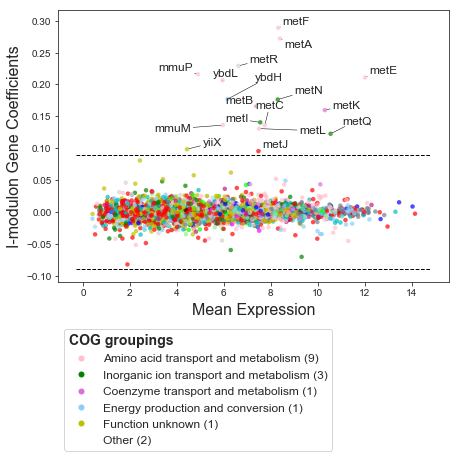 0.30
0.25
0.20
0.15
0.10
0.05
0.00
−0.05
−0.10
I-modulon Gene Coefficients
metF
metA
metR
mmuP
ybdL
ybdH
metE
metN
metB
metC
metK
metI
metQ
mmuM
metL
yiiX
metJ
0 2 4 6 8 10 12 14
Mean Expression
COG groupings
Amino acid transport and metabolism (9)
Inorganic ion transport and metabolism (3)
Coenzyme transport and metabolism (1)
Energy production and conversion (1)
Function unknown (1)
Other (2)